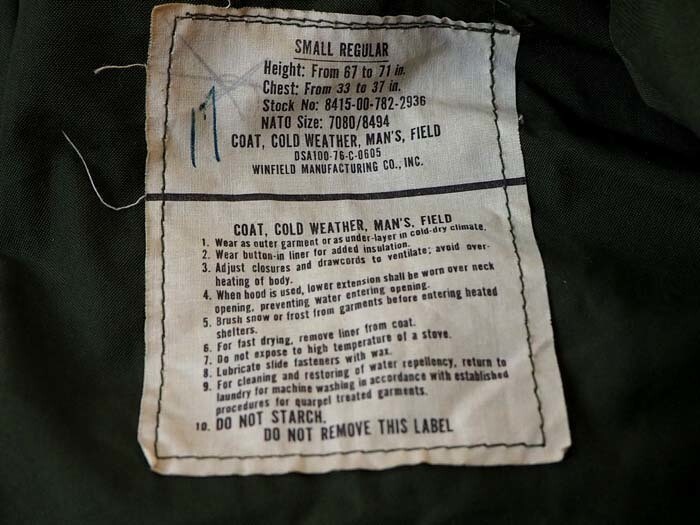 SMALL REGULAR
Height: From 67 to 71 in.
Chest: From 33 to 37 in.
Stock No: 8415-00-782-2936
NATO Size: 7080/8494
COAT, COLD WEATHER, MAN'S, FIELD
DSA100-76-C-0605
WINFIELD MANUFACTURING CO., INC.
17
COAT, COLD WEATHER, MAN'S, FIELD
1. Wear as outer garment or as under-layer in cold-dry climate.
2. Wear button-in liner for added insulation.
3. Adjust closures and drawcords to ventilate; avoid over-
heating of body.
4. When hood is used, lower extension shall be worn over neck
opening, preventing water entering opening.
5. Brush snow or frost from garments before entering heated
shelters.
6. For fast drying, remove liner from coat.
7. Do not expose to high temperature of a stove.
8. Lubricate slide fasteners with wax.
9. For cleaning and restoring of water repellency, return to
laundry for machine washing in accordance with established
procedures for quarpel treated garments.
10. DO NOT STARCH.
DO NOT REMOVE THIS LABEL